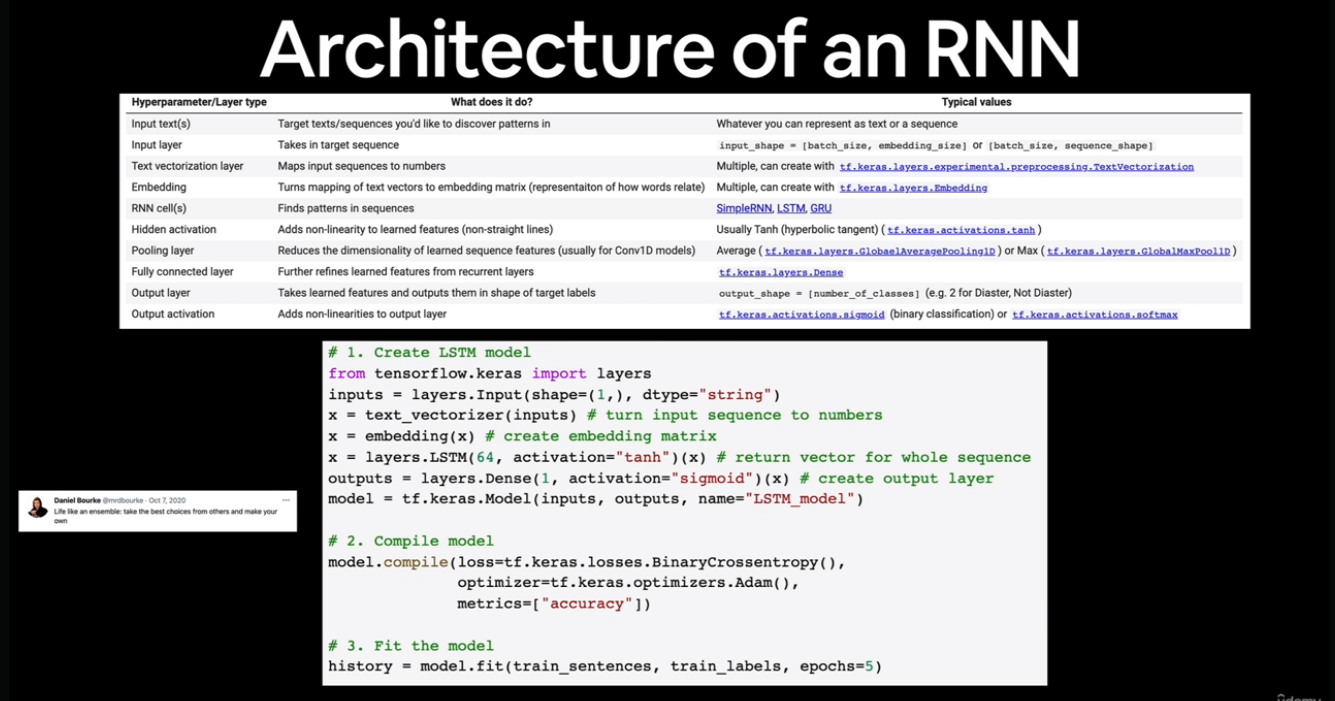 Architecture of an RNN
Hyperparameter/Layer type What does it do? Typical values
Input text(s) Target texts/sequences you'd like to discover patterns in Whatever you can represent as text or a sequence
Input layer Takes in target sequence input_shape = [batch_size, embedding_size] or [batch_size, sequence_shape]
Text vectorization layer Maps input sequences to numbers Multiple, can create with tf.keras.layers.experimental.preprocessing.TextVectorization
Embedding Turns mapping of text vectors to embedding matrix (representaiton of how words relate) Multiple, can create with tf.keras.layers.Embedding
RNN cell(s) Finds patterns in sequences SimpleRNN, LSTM, GRU
Hidden activation Adds non-linearity to learned features (non-straight lines) Usually Tanh (hyperbolic tangent) (tf.keras.activations.tanh)
Pooling layer Reduces the dimensionality of learned sequence features (usually for Conv1D models) Average (tf.keras.layers.GlobaelAveragePooling1D) or Max (tf.keras.layers.GlobalMaxPool1D)
Fully connected layer Further refines learned features from recurrent layers tf.keras.layers.Dense
Output layer Takes learned features and outputs them in shape of target labels output_shape = [number_of_classes] (e.g. 2 for Diaster, Not Diaster)
Output activation Adds non-linearities to output layer tf.keras.activations.sigmoid (binary classification) or tf.keras.activations.softmax
# 1. Create LSTM model
from tensorflow.keras import layers
inputs = layers.Input(shape=(1,), dtype="string")
x = text_vectorizer(inputs) # turn input sequence to numbers
x = embedding(x) # create embedding matrix
x = layers.LSTM(64, activation="tanh")(x) # return vector for whole sequence
outputs = layers.Dense(1, activation="sigmoid")(x) # create output layer
model = tf.keras.Model(inputs, outputs, name="LSTM_model")
# 2. Compile model
model.compile(loss=tf.keras.losses.BinaryCrossentropy(),
optimizer=tf.keras.optimizers.Adam(),
metrics=["accuracy"])
# 3. Fit the model
history = model.fit(train_sentences, train_labels, epochs=5)
Daniel Bourke @mrdbourke · Oct 7, 2020
Life like an ensemble: take the best choices from others and make your
own